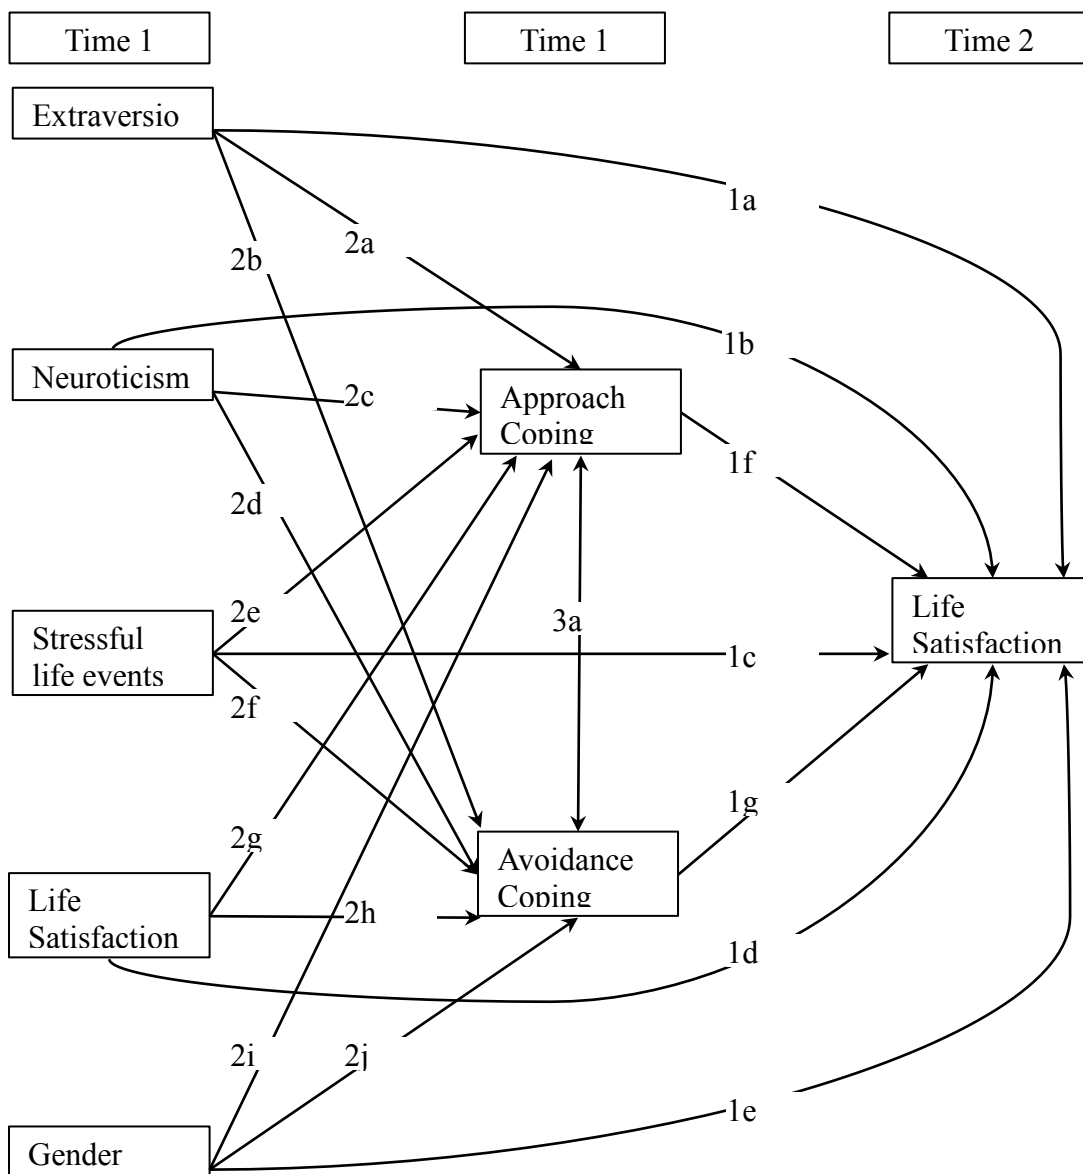 Time 1
Time 1
Time 2
Extraversio
1a
2a
2b
1b
Neuroticism
2c
Approach
Coping
1f
2d
Life
Satisfaction
2e
3a
Stressful
life events
1c
2f
1g
2g
Avoidance
Coping
Life
Satisfaction
2h
1d
2i
2j
1e
Gender